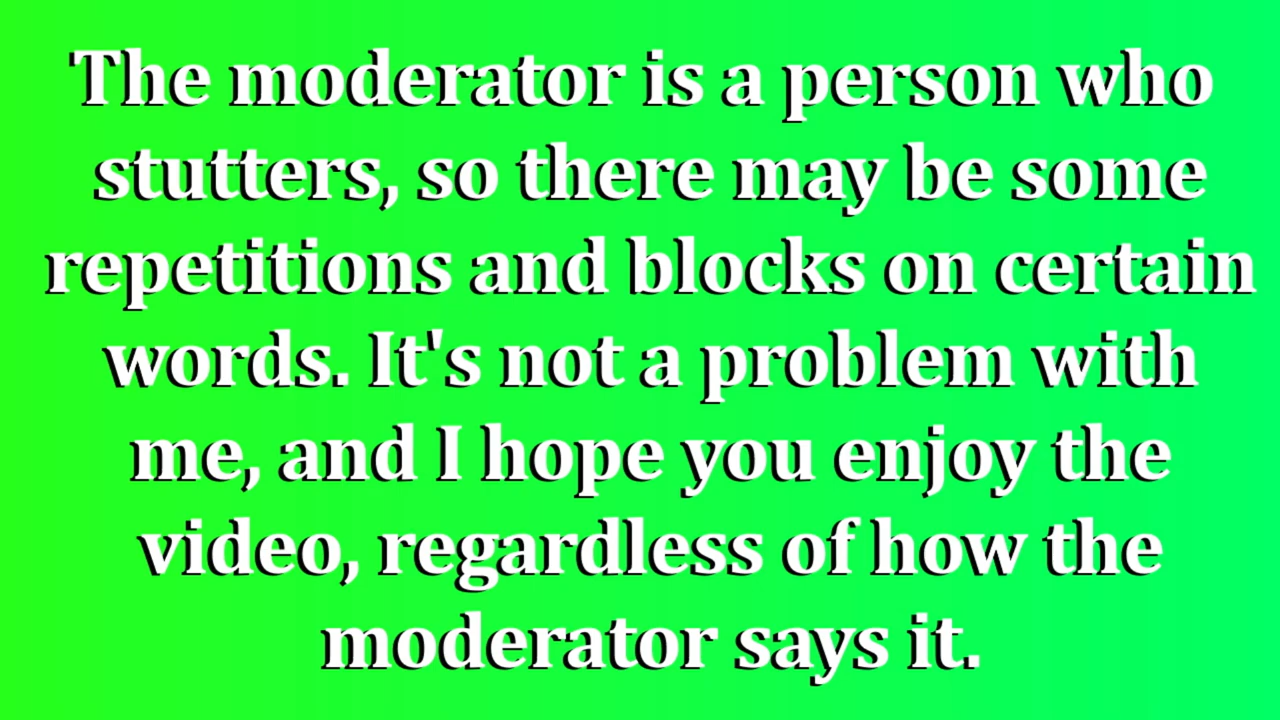 The moderator is a person who
stutters, so there may be some
repetitions and blocks on certain
words. It's not a problem with
me, and I hope you enjoy the
video, regardless of how the
moderator says it.